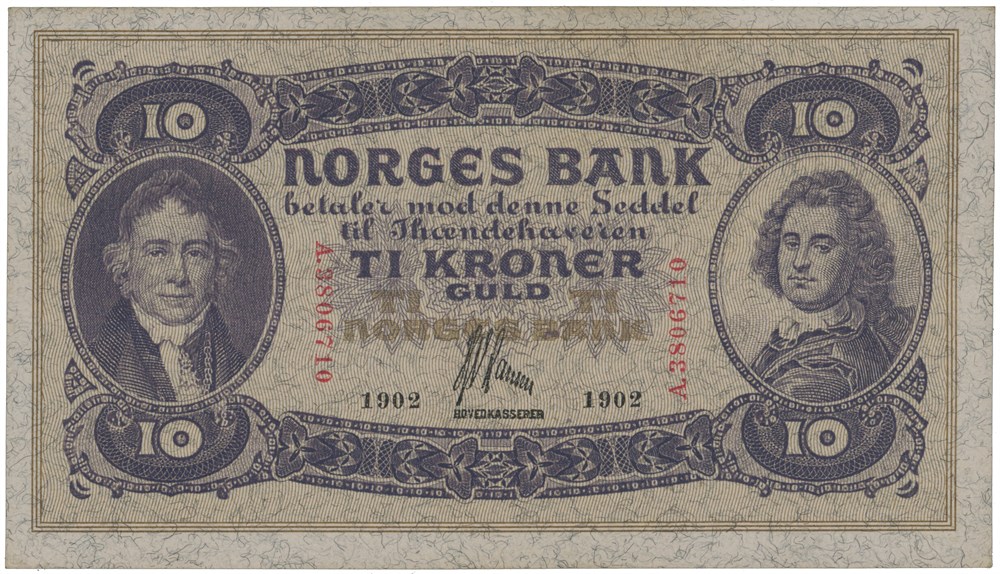 10
10
NORGES BANK
betaler mod denne Seddel
til Ihændehaveren
TI KRONER
GULD
TI TI
NORGES BANK
A.3806710
A.3806710
1902
1902
HOVEDKASSERER
10
10